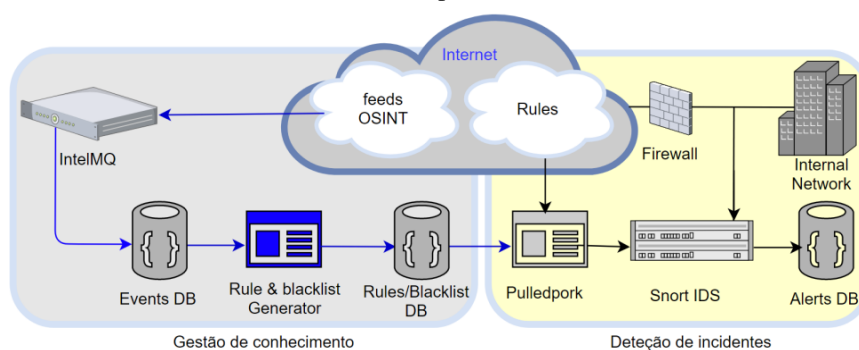 Internet
feeds
OSINT
Rules
IntelMQ
Firewall
Internal
Network
Events DB
Rule & blacklist
Generator
Rules/Blacklist
DB
Pulledpork
Snort IDS
Alerts DB
Gestão de conhecimento
Deteção de incidentes